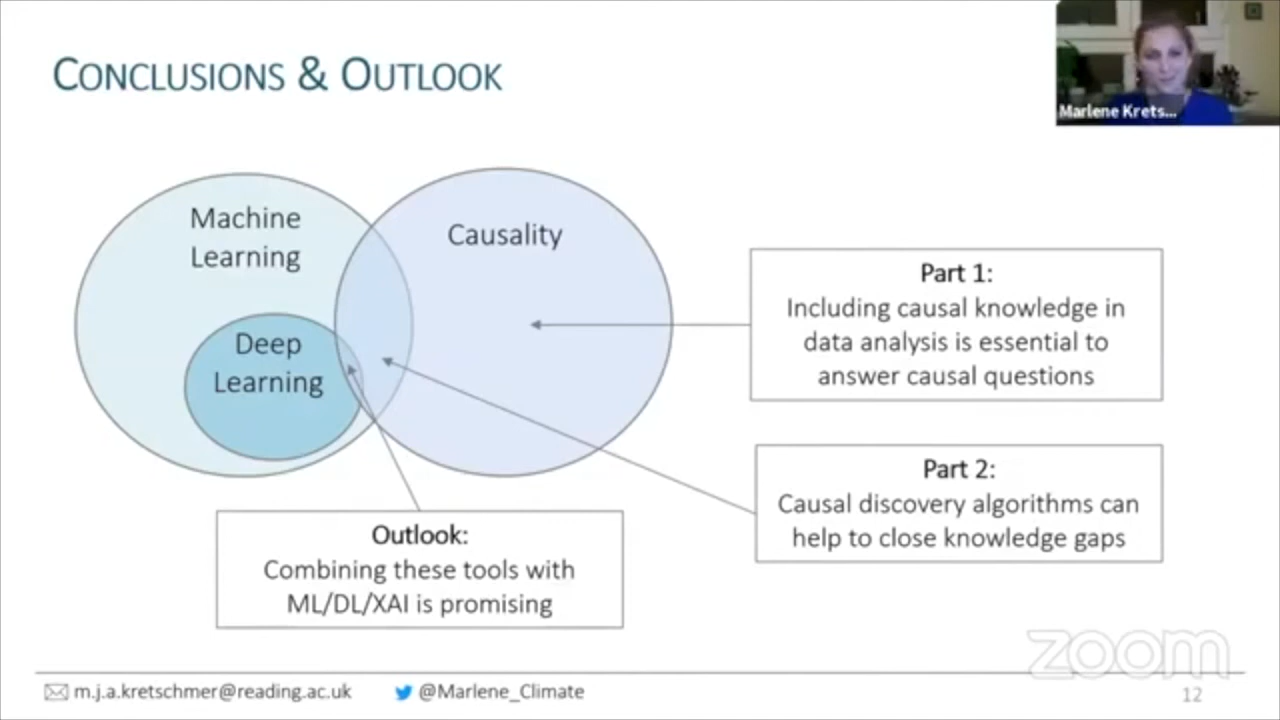 CONCLUSIONS & OUTLOOK
Marlene Krets...
Machine
Learning
Causality
Deep
Learning
Part 1:
Including causal knowledge in
data analysis is essential to
answer causal questions
Part 2:
Causal discovery algorithms can
help to close knowledge gaps
Outlook:
Combining these tools with
ML/DL/XAI is promising
zoom
m.j.a.kretschmer@reading.ac.uk
@Marlene_Climate
12